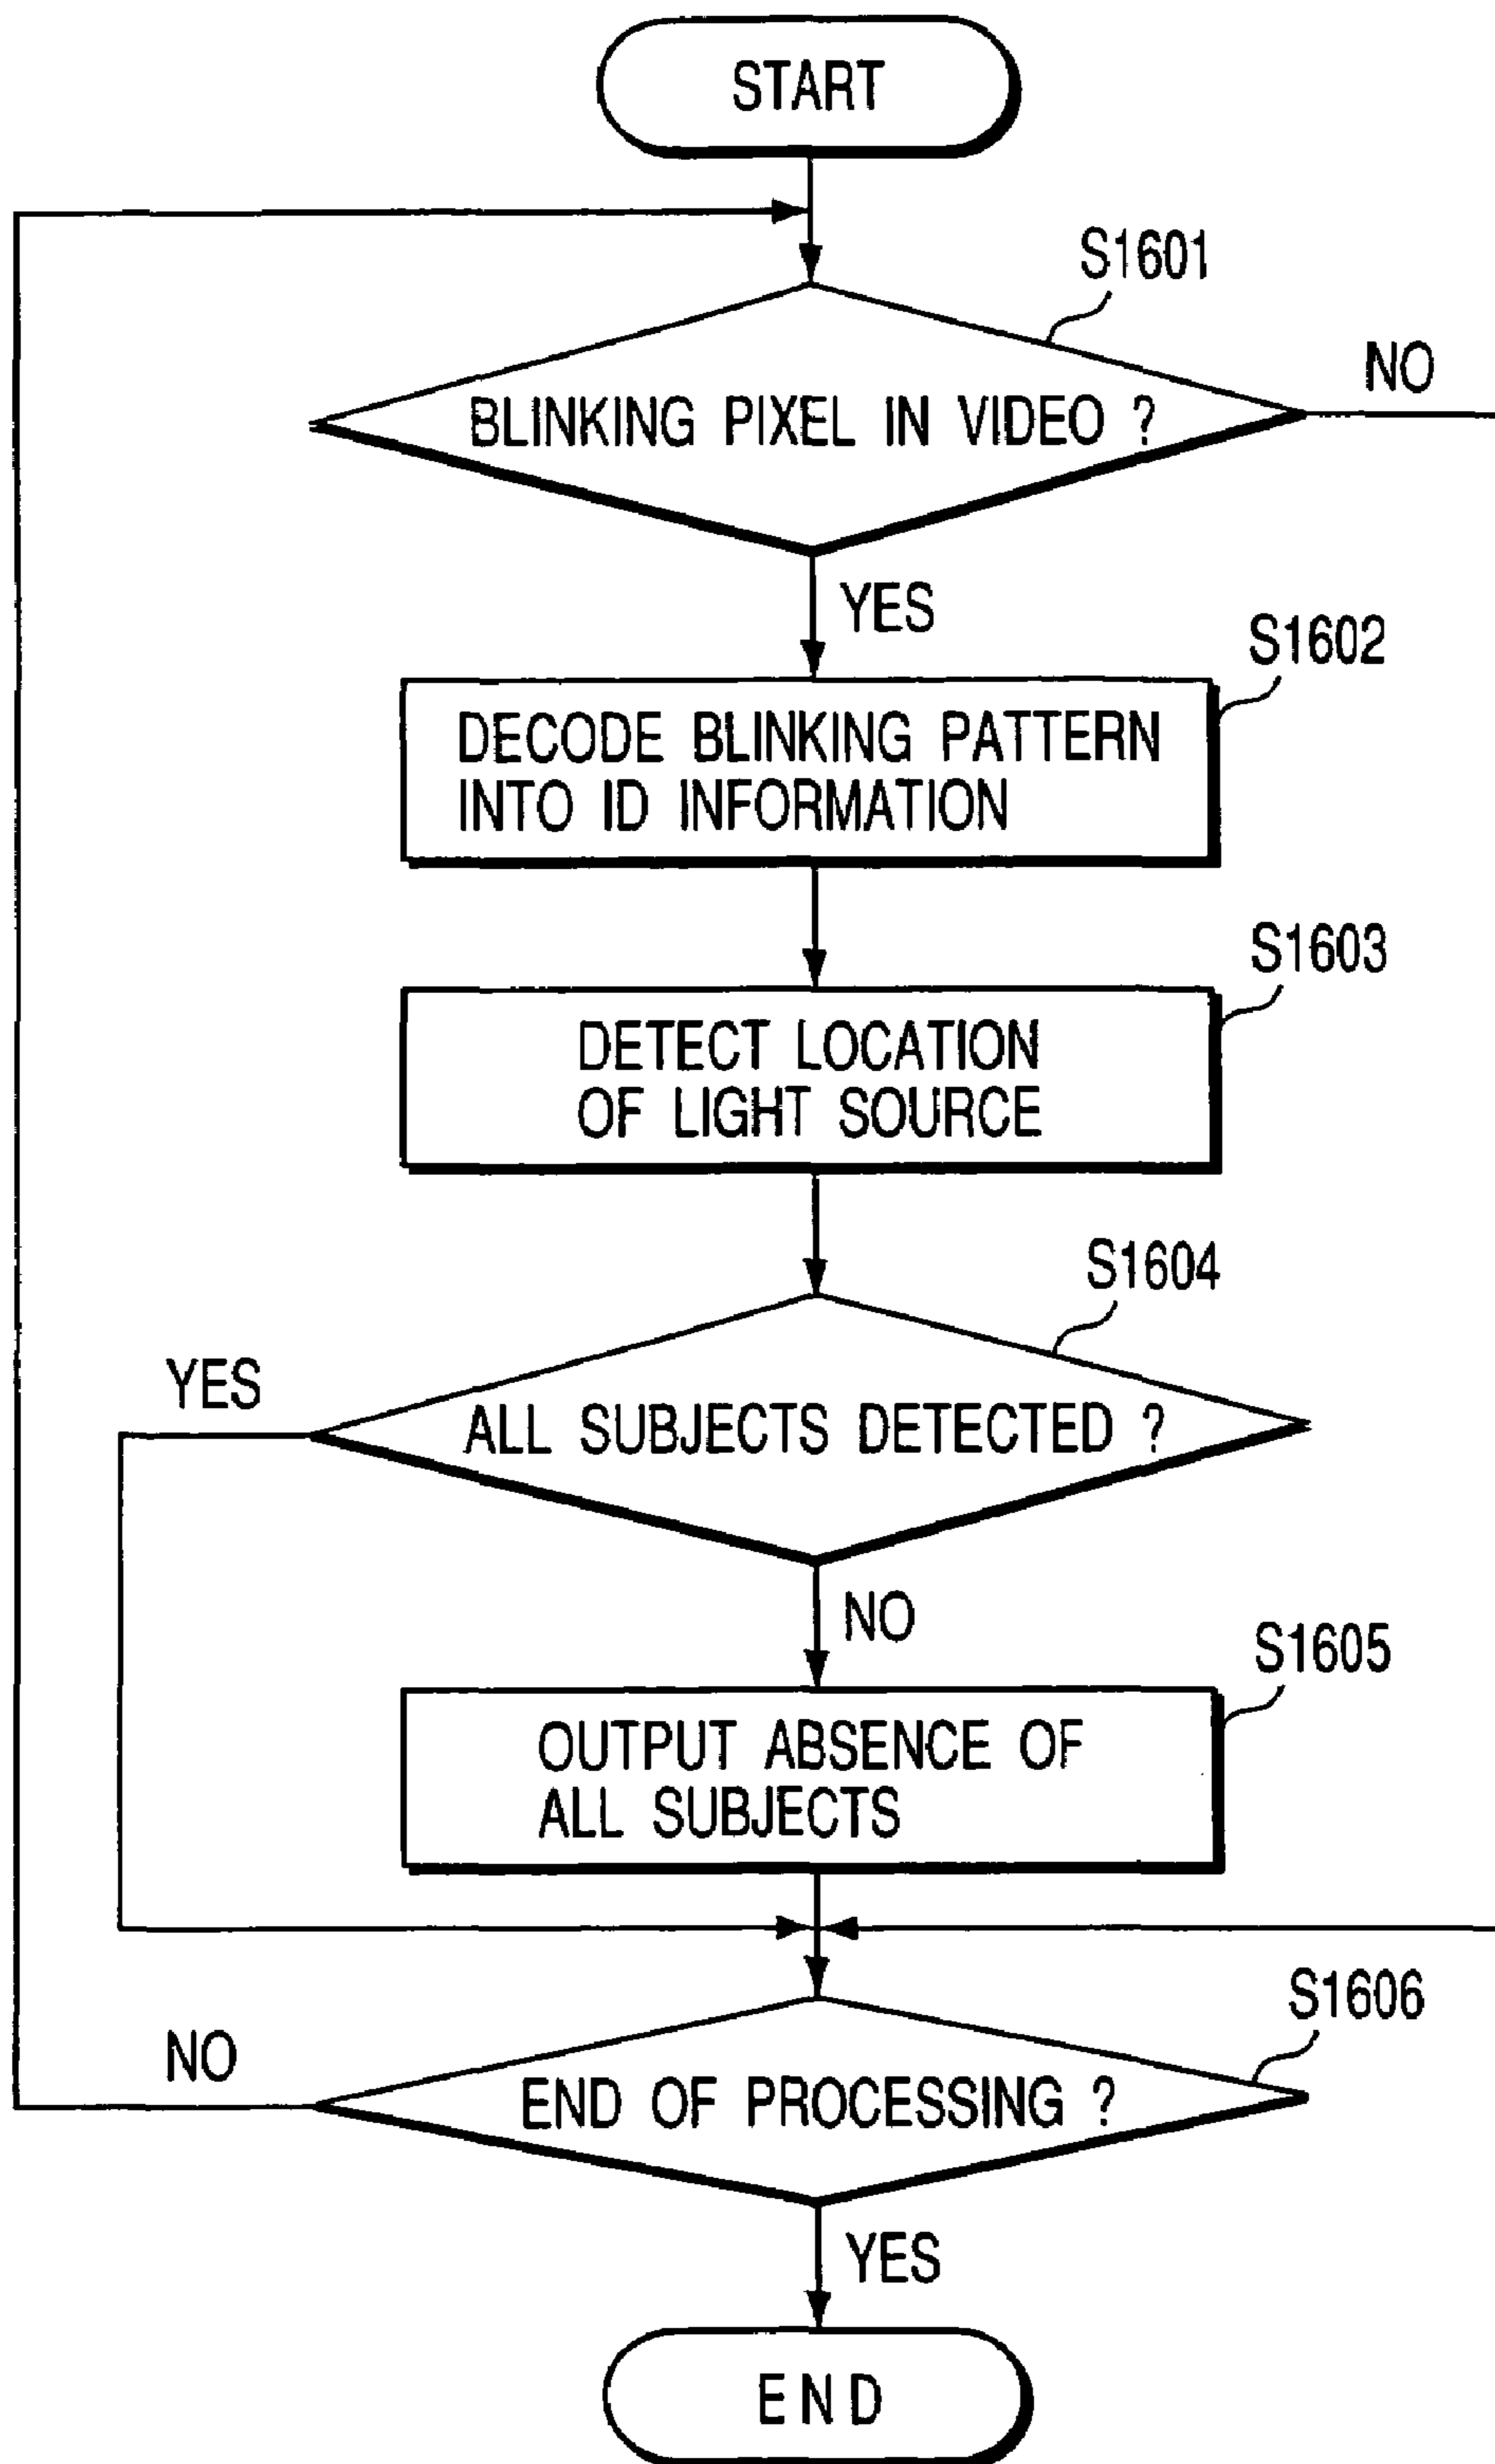 START
S1601
BLINKING PIXEL IN VIDEO ?
NO
YES
S1602
DECODE BLINKING PATTERN
INTO ID INFORMATION
S1603
DETECT LOCATION
OF LIGHT SOURCE
S1604
YES
ALL SUBJECTS DETECTED ?
NO
S1605
OUTPUT ABSENCE OF
ALL SUBJECTS
S1606
NO
END OF PROCESSING ?
YES
END